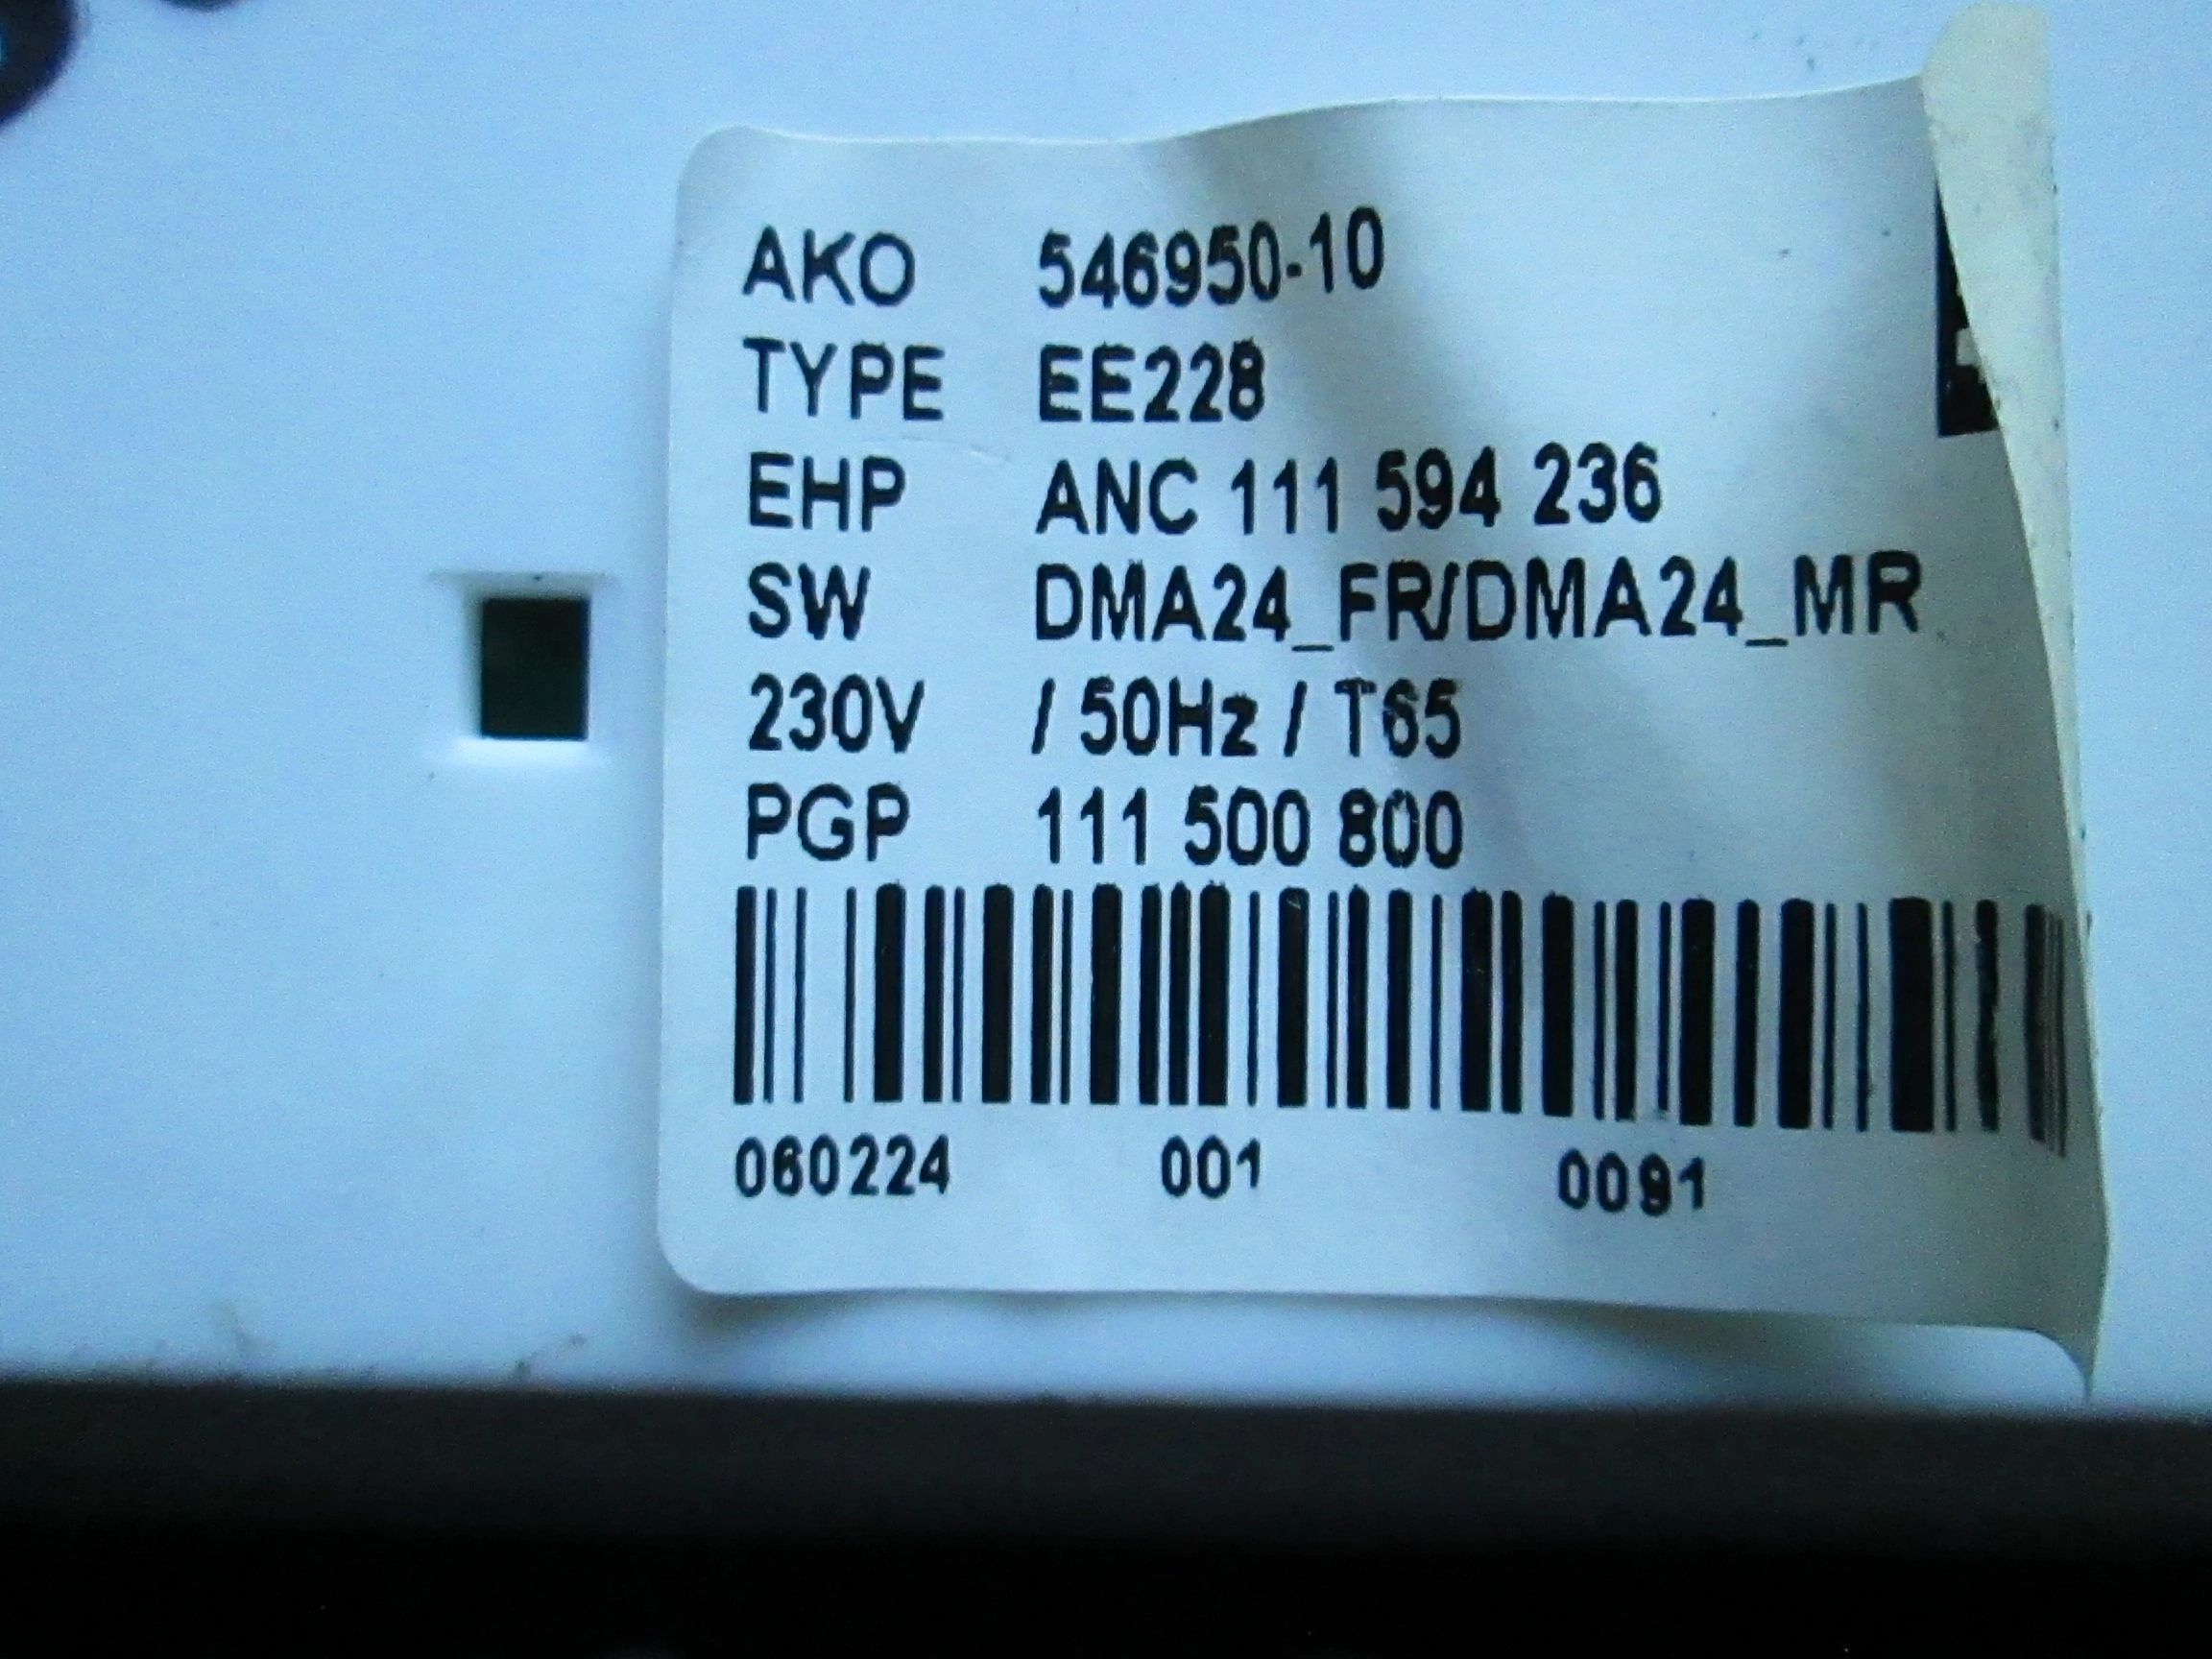 AKO 546950-10
TYPE EE228
EHP ANC 111 594 236
SW DMA24_FR/DMA24_MR
230V / 50Hz / T65
PGP 111 500 800
060224 001 0091